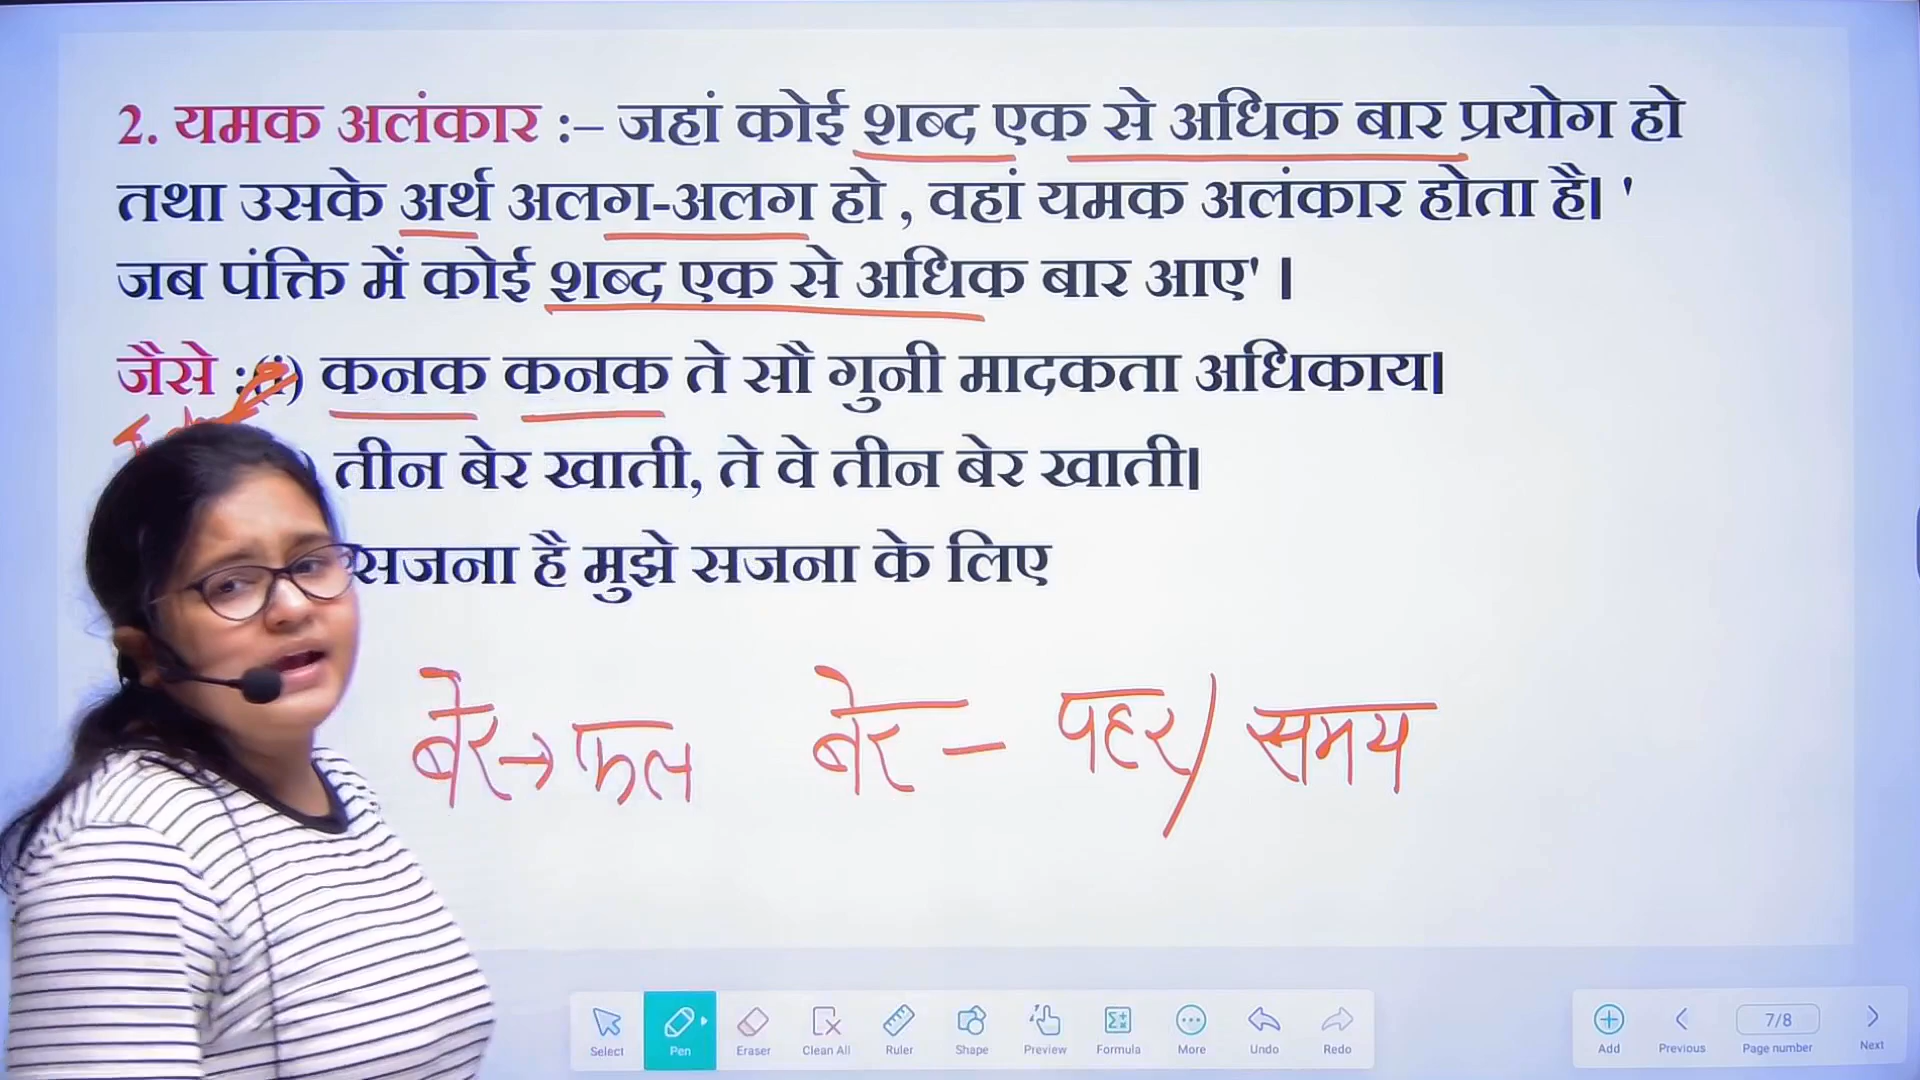 2. यमक अलंकार :– जहां कोई शब्द एक से अधिक बार प्रयोग हो
तथा उसके अर्थ अलग-अलग हो , वहां यमक अलंकार होता है। '
जब पंक्ति में कोई शब्द एक से अधिक बार आए' ।
जैसे :(i) कनक कनक ते सौ गुनी मादकता अधिकाय।
) तीन बेर खाती, ते वे तीन बेर खाती।
सजना है मुझे सजना के लिए
बेर→ फल बेर – पहर/ समय
Select Pen Eraser Clean All Ruler Shape Preview Formula More Undo Redo
Add Previous 7/8 Page number Next